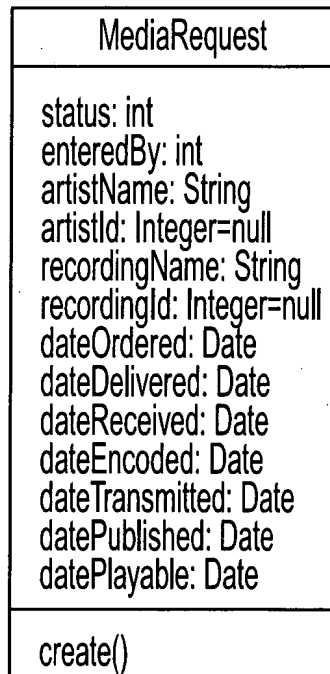 MediaRequest
status: int
enteredBy: int
artistName: String
artistId: Integer=null
recordingName: String
recordingId: Integer=null
dateOrdered: Date
dateDelivered: Date
dateReceived: Date
dateEncoded: Date
dateTransmitted: Date
datePublished: Date
datePlayable: Date
create()